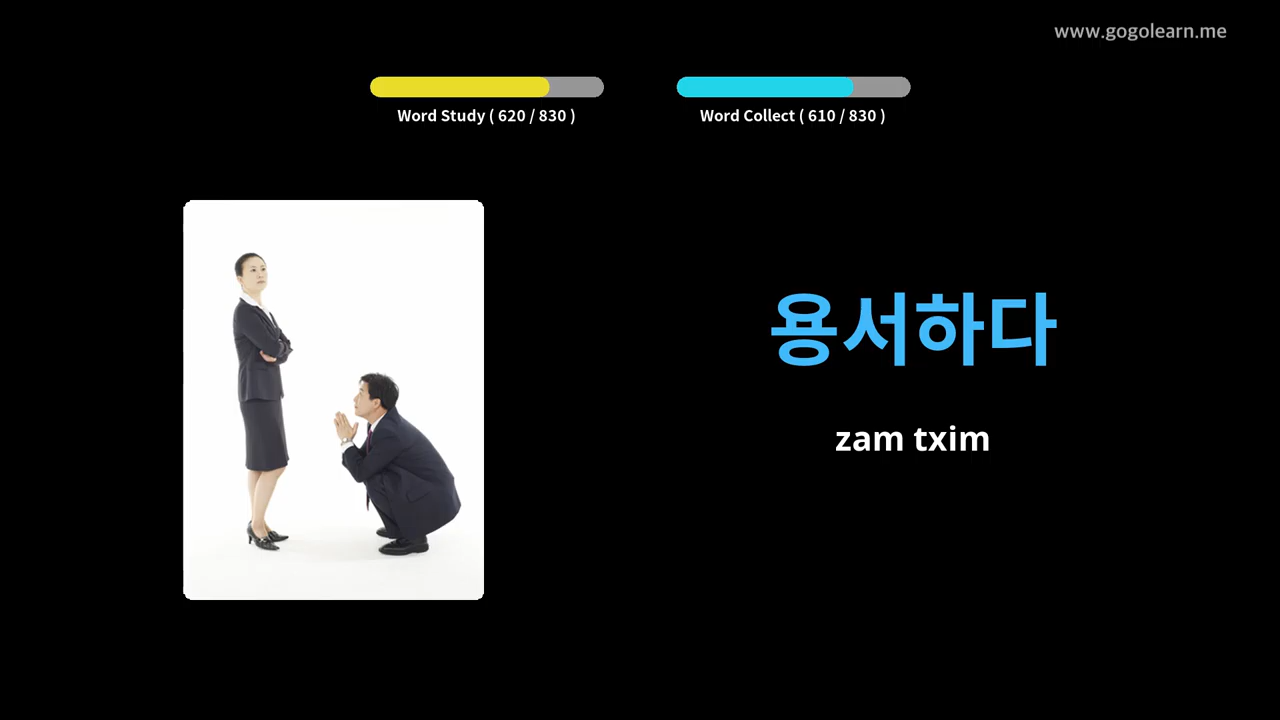 www.gogolearn.me
Word Study ( 620 / 830 )
Word Collect ( 610 / 830 )
용서하다
zam txim